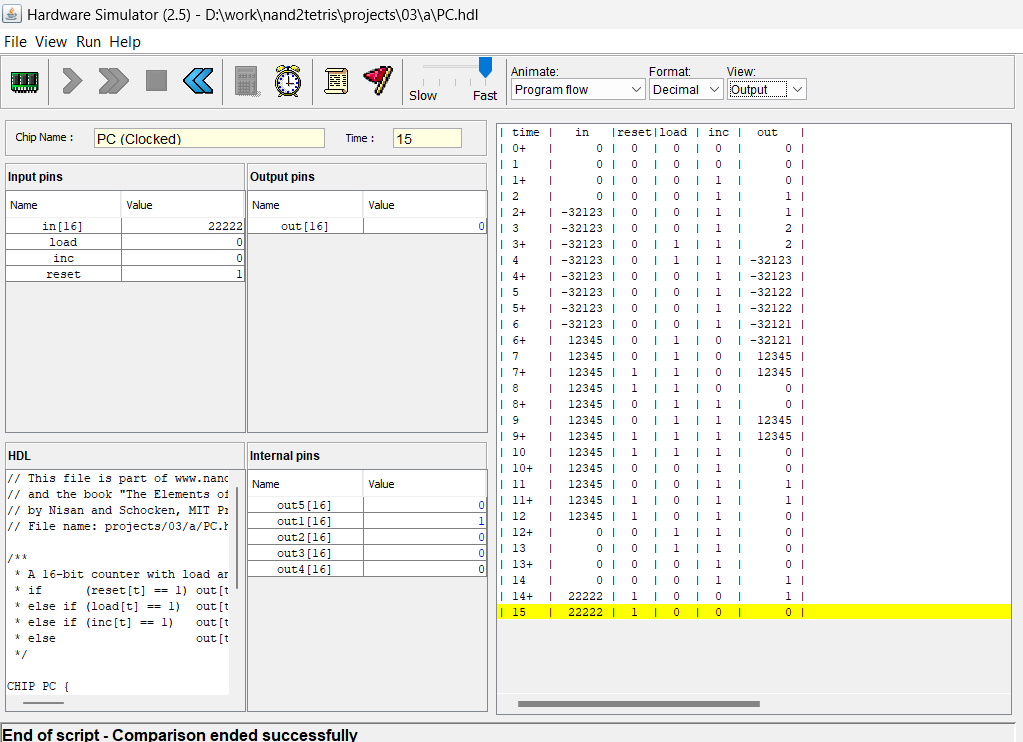 Hardware Simulator (2.5) - D:\work\nand2tetris\projects\03\a\PC.hdl
File View Run Help
Slow Fast
Animate: Format: View:
Program flow Decimal Output
Chip Name : PC (Clocked) Time : 15
Input pins
Name Value
in[16] 22222
load 0
inc 0
reset 1
Output pins
Name Value
out[16] 0
HDL
// This file is part of www.nand
// and the book "The Elements of
// by Nisan and Schocken, MIT Pr
// File name: projects/03/a/PC.h
/**
* A 16-bit counter with load an
* if (reset[t] == 1) out[t
* else if (load[t] == 1) out[t
* else if (inc[t] == 1) out[t
* else out[t
*/
CHIP PC {
Internal pins
Name Value
out5[16] 0
out1[16] 1
out2[16] 0
out3[16] 0
out4[16] 0
| time | in |reset|load | inc | out |
| 0+ | 0 | 0 | 0 | 0 | 0 |
| 1 | 0 | 0 | 0 | 0 | 0 |
| 1+ | 0 | 0 | 0 | 1 | 0 |
| 2 | 0 | 0 | 0 | 1 | 1 |
| 2+ | -32123 | 0 | 0 | 1 | 1 |
| 3 | -32123 | 0 | 0 | 1 | 2 |
| 3+ | -32123 | 0 | 1 | 1 | 2 |
| 4 | -32123 | 0 | 1 | 1 | -32123 |
| 4+ | -32123 | 0 | 0 | 1 | -32123 |
| 5 | -32123 | 0 | 0 | 1 | -32122 |
| 5+ | -32123 | 0 | 0 | 1 | -32122 |
| 6 | -32123 | 0 | 0 | 1 | -32121 |
| 6+ | 12345 | 0 | 1 | 0 | -32121 |
| 7 | 12345 | 0 | 1 | 0 | 12345 |
| 7+ | 12345 | 1 | 1 | 0 | 12345 |
| 8 | 12345 | 1 | 1 | 0 | 0 |
| 8+ | 12345 | 0 | 1 | 1 | 0 |
| 9 | 12345 | 0 | 1 | 1 | 12345 |
| 9+ | 12345 | 1 | 1 | 1 | 12345 |
| 10 | 12345 | 1 | 1 | 1 | 0 |
| 10+ | 12345 | 0 | 0 | 1 | 0 |
| 11 | 12345 | 0 | 0 | 1 | 1 |
| 11+ | 12345 | 1 | 0 | 1 | 1 |
| 12 | 12345 | 1 | 0 | 1 | 0 |
| 12+ | 0 | 0 | 1 | 1 | 0 |
| 13 | 0 | 0 | 1 | 1 | 0 |
| 13+ | 0 | 0 | 0 | 1 | 0 |
| 14 | 0 | 0 | 0 | 1 | 1 |
| 14+ | 22222 | 1 | 0 | 0 | 1 |
| 15 | 22222 | 1 | 0 | 0 | 0 |
End of script - Comparison ended successfully